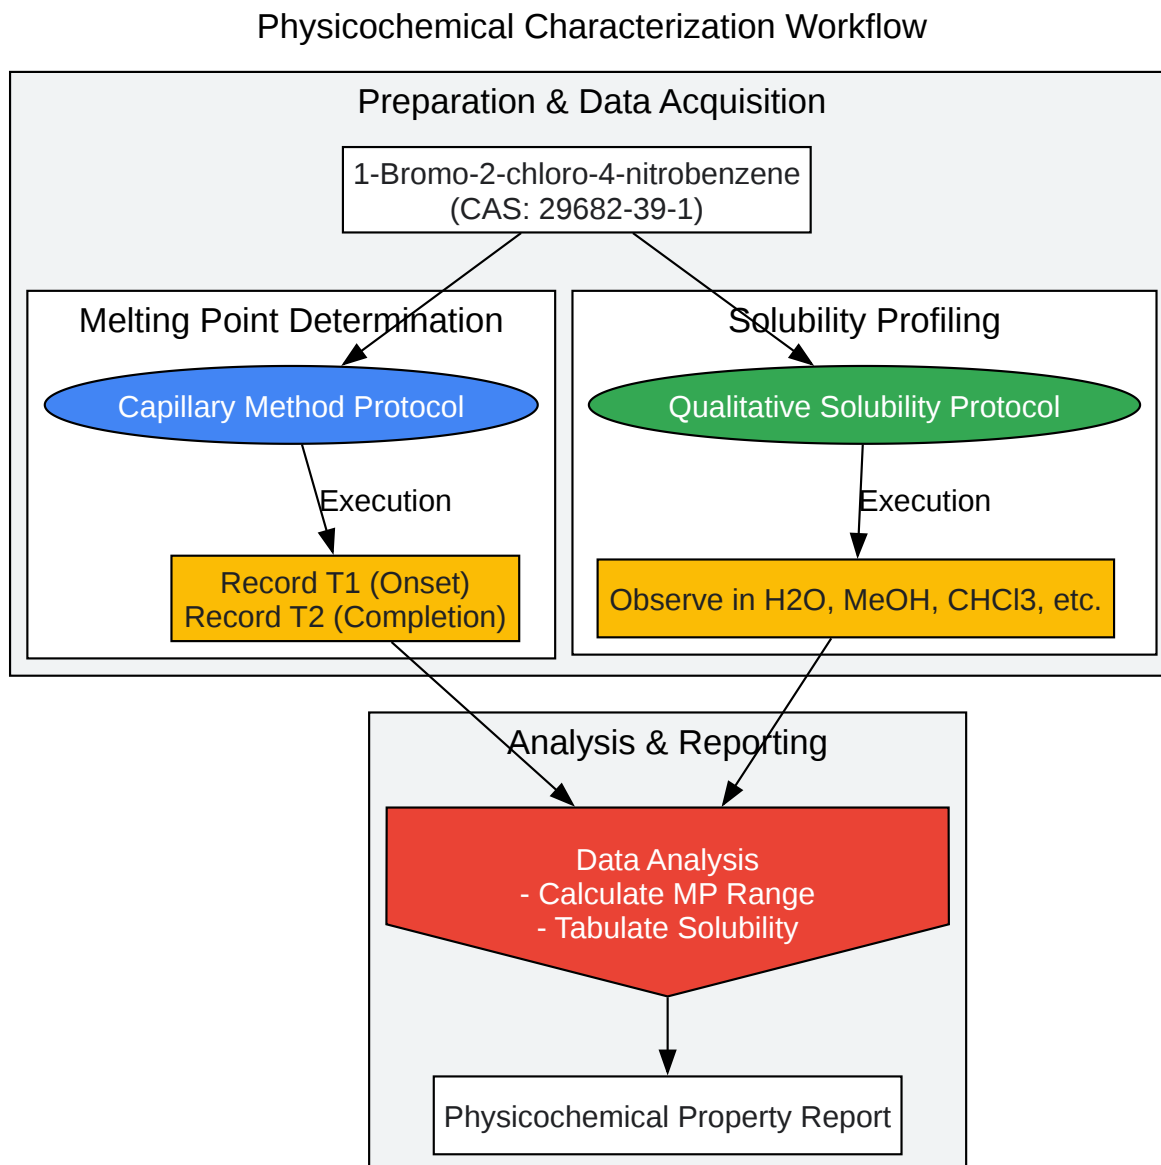 Physicochemical Characterization Workflow
Preparation & Data Acquisition
1-Bromo-2-chloro-4-nitrobenzene
(CAS: 29682-39-1)
Melting Point Determination
Solubility Profiling
Capillary Method Protocol
Qualitative Solubility Protocol
Execution
Execution
Record T1 (Onset)
Record T2 (Completion)
Observe in H2O, MeOH, CHCl3, etc.
Analysis & Reporting
Data Analysis
- Calculate MP Range
- Tabulate Solubility
Physicochemical Property Report